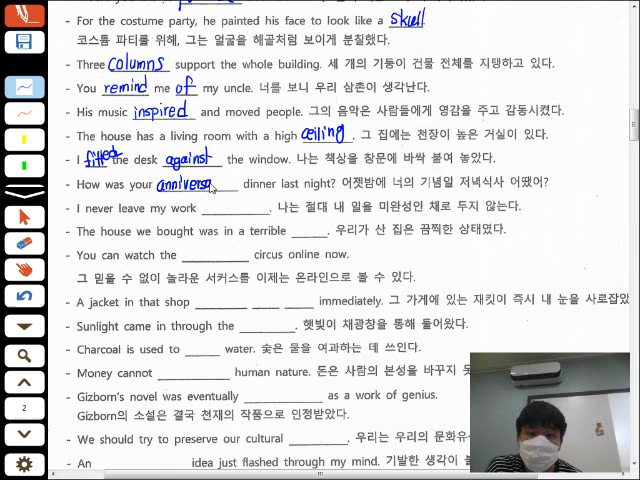 For the costume party, he painted his face to look like a skull
코스튬 파티를 위해, 그는 얼굴을 해골처럼 보이게 분칠했다.
- Three columns support the whole building. 세 개의 기둥이 건물 전체를 지탱하고 있다.
- You remind me of my uncle. 너를 보니 우리 삼촌이 생각난다.
- His music inspired and moved people. 그의 음악은 사람들에게 영감을 주고 감동시켰다.
- The house has a living room with a high ceiling. 그 집에는 천장이 높은 거실이 있다.
- I fitted the desk against the window. 나는 책상을 창문에 바싹 붙여 놓았다.
- How was your anniversa dinner last night? 어젯밤에 너의 기념일 저녁식사 어땠어?
- I never leave my work ________. 나는 절대 내 일을 미완성인 채로 두지 않는다.
- The house we bought was in a terrible ______. 우리가 산 집은 끔찍한 상태였다.
- You can watch the ________ circus online now.
그 믿을 수 없이 놀라운 서커스를 이제는 온라인으로 볼 수 있다.
- A jacket in that shop ______ ____ ____ immediately. 그 가게에 있는 재킷이 즉시 내 눈을 사로잡았
- Sunlight came in through the ________. 햇빛이 채광창을 통해 들어왔다.
- Charcoal is used to _____ water. 숯은 물을 여과하는 데 쓰인다.
- Money cannot ________ human nature. 돈은 사람의 본성을 바꾸지 못
- Gizborn's novel was eventually ________ as a work of genius.
Gizborn의 소설은 결국 천재의 작품으로 인정받았다.
- We should try to preserve our cultural ________. 우리는 우리의 문화유
- An ________ idea just flashed through my mind. 기발한 생각이
2